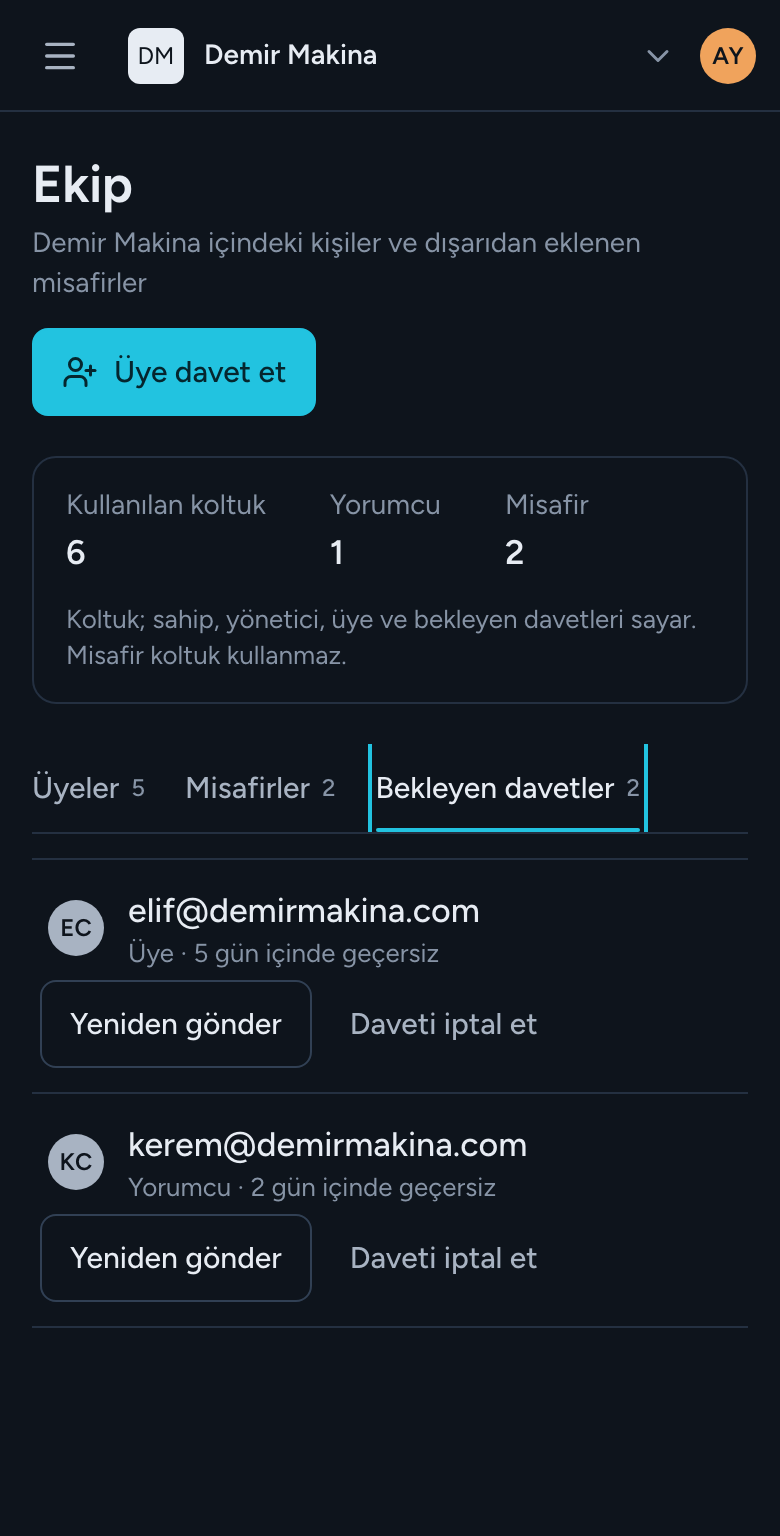 DM Demir Makina AY
Ekip
Demir Makina içindeki kişiler ve dışarıdan eklenen
misafirler
Üye davet et
Kullanılan koltuk Yorumcu Misafir
6 1 2
Koltuk; sahip, yönetici, üye ve bekleyen davetleri sayar.
Misafir koltuk kullanmaz.
Üyeler 5 Misafirler 2 Bekleyen davetler 2
EC elif@demirmakina.com
Üye · 5 gün içinde geçersiz
Yeniden gönder Daveti iptal et
KC kerem@demirmakina.com
Yorumcu · 2 gün içinde geçersiz
Yeniden gönder Daveti iptal et